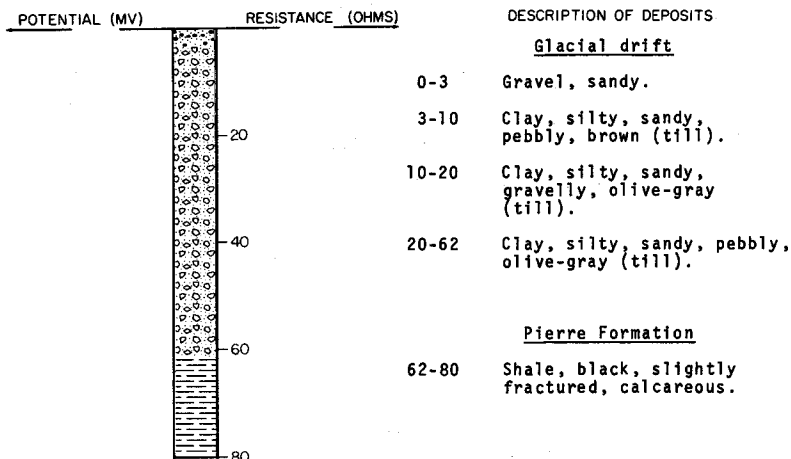 POTENTIAL (MV) RESISTANCE (OHMS) DESCRIPTION OF DEPOSITS
Glacial drift
0-3 Gravel, sandy.
3-10 Clay, silty, sandy,
pebbly, brown (till).
20
10-20 Clay, silty, sandy,
gravelly, olive-gray
(till).
40
20-62 Clay, silty, sandy, pebbly,
olive-gray (till).
Pierre Formation
60
62-80 Shale, black, slightly
fractured, calcareous.
80